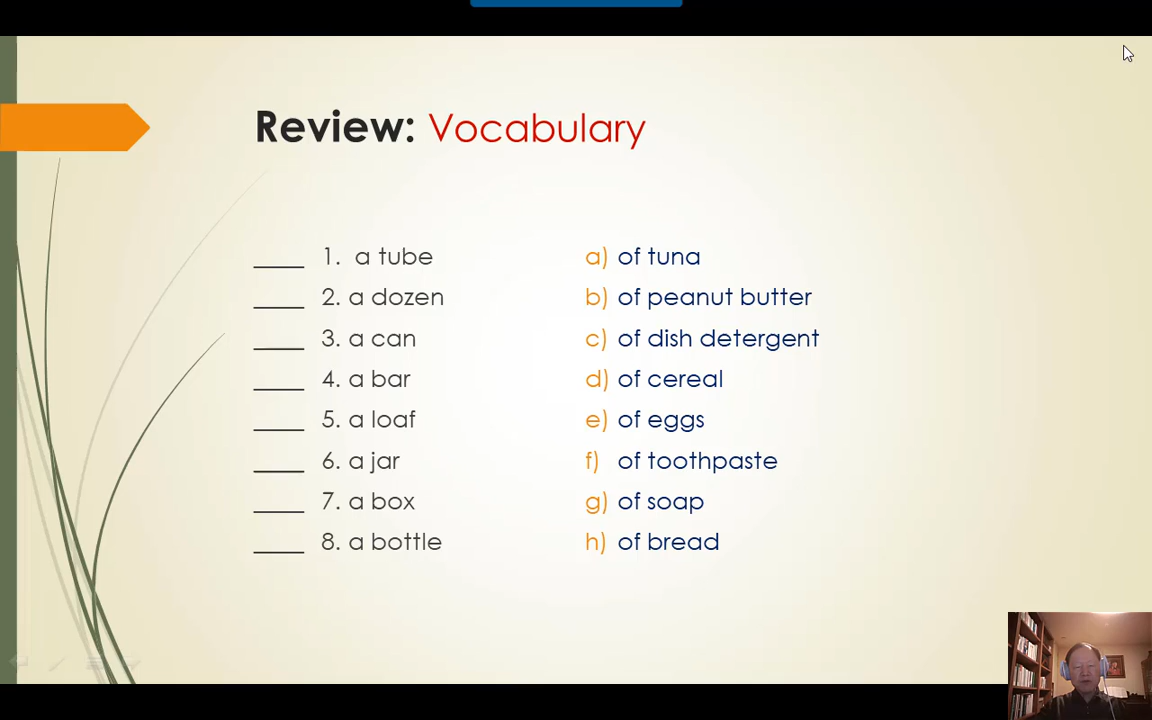 Review: Vocabulary
____ 1. a tube a) of tuna
____ 2. a dozen b) of peanut butter
____ 3. a can c) of dish detergent
____ 4. a bar d) of cereal
____ 5. a loaf e) of eggs
____ 6. a jar f) of toothpaste
____ 7. a box g) of soap
____ 8. a bottle h) of bread